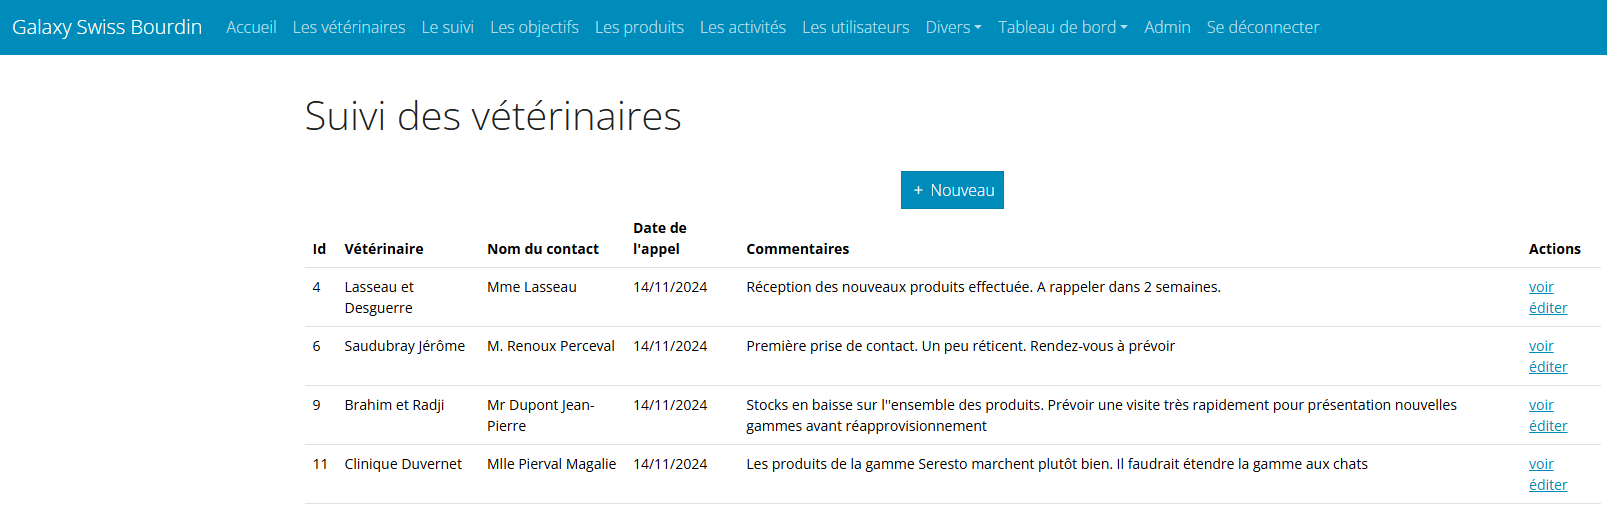 Galaxy Swiss Bourdin Accueil Les vétérinaires Le suivi Les objectifs Les produits Les activités Les utilisateurs Divers Tableau de bord Admin Se déconnecter
Suivi des vétérinaires
+ Nouveau
Id Vétérinaire Nom du contact Date de l'appel Commentaires Actions
4 Lasseau et Desguerre Mme Lasseau 14/11/2024 Réception des nouveaux produits effectuée. A rappeler dans 2 semaines. voir éditer
6 Saudubray Jérôme M. Renoux Perceval 14/11/2024 Première prise de contact. Un peu réticent. Rendez-vous à prévoir voir éditer
9 Brahim et Radji Mr Dupont Jean-Pierre 14/11/2024 Stocks en baisse sur l''ensemble des produits. Prévoir une visite très rapidement pour présentation nouvelles gammes avant réapprovisionnement voir éditer
11 Clinique Duvernet Mlle Pierval Magalie 14/11/2024 Les produits de la gamme Seresto marchent plutôt bien. Il faudrait étendre la gamme aux chats voir éditer